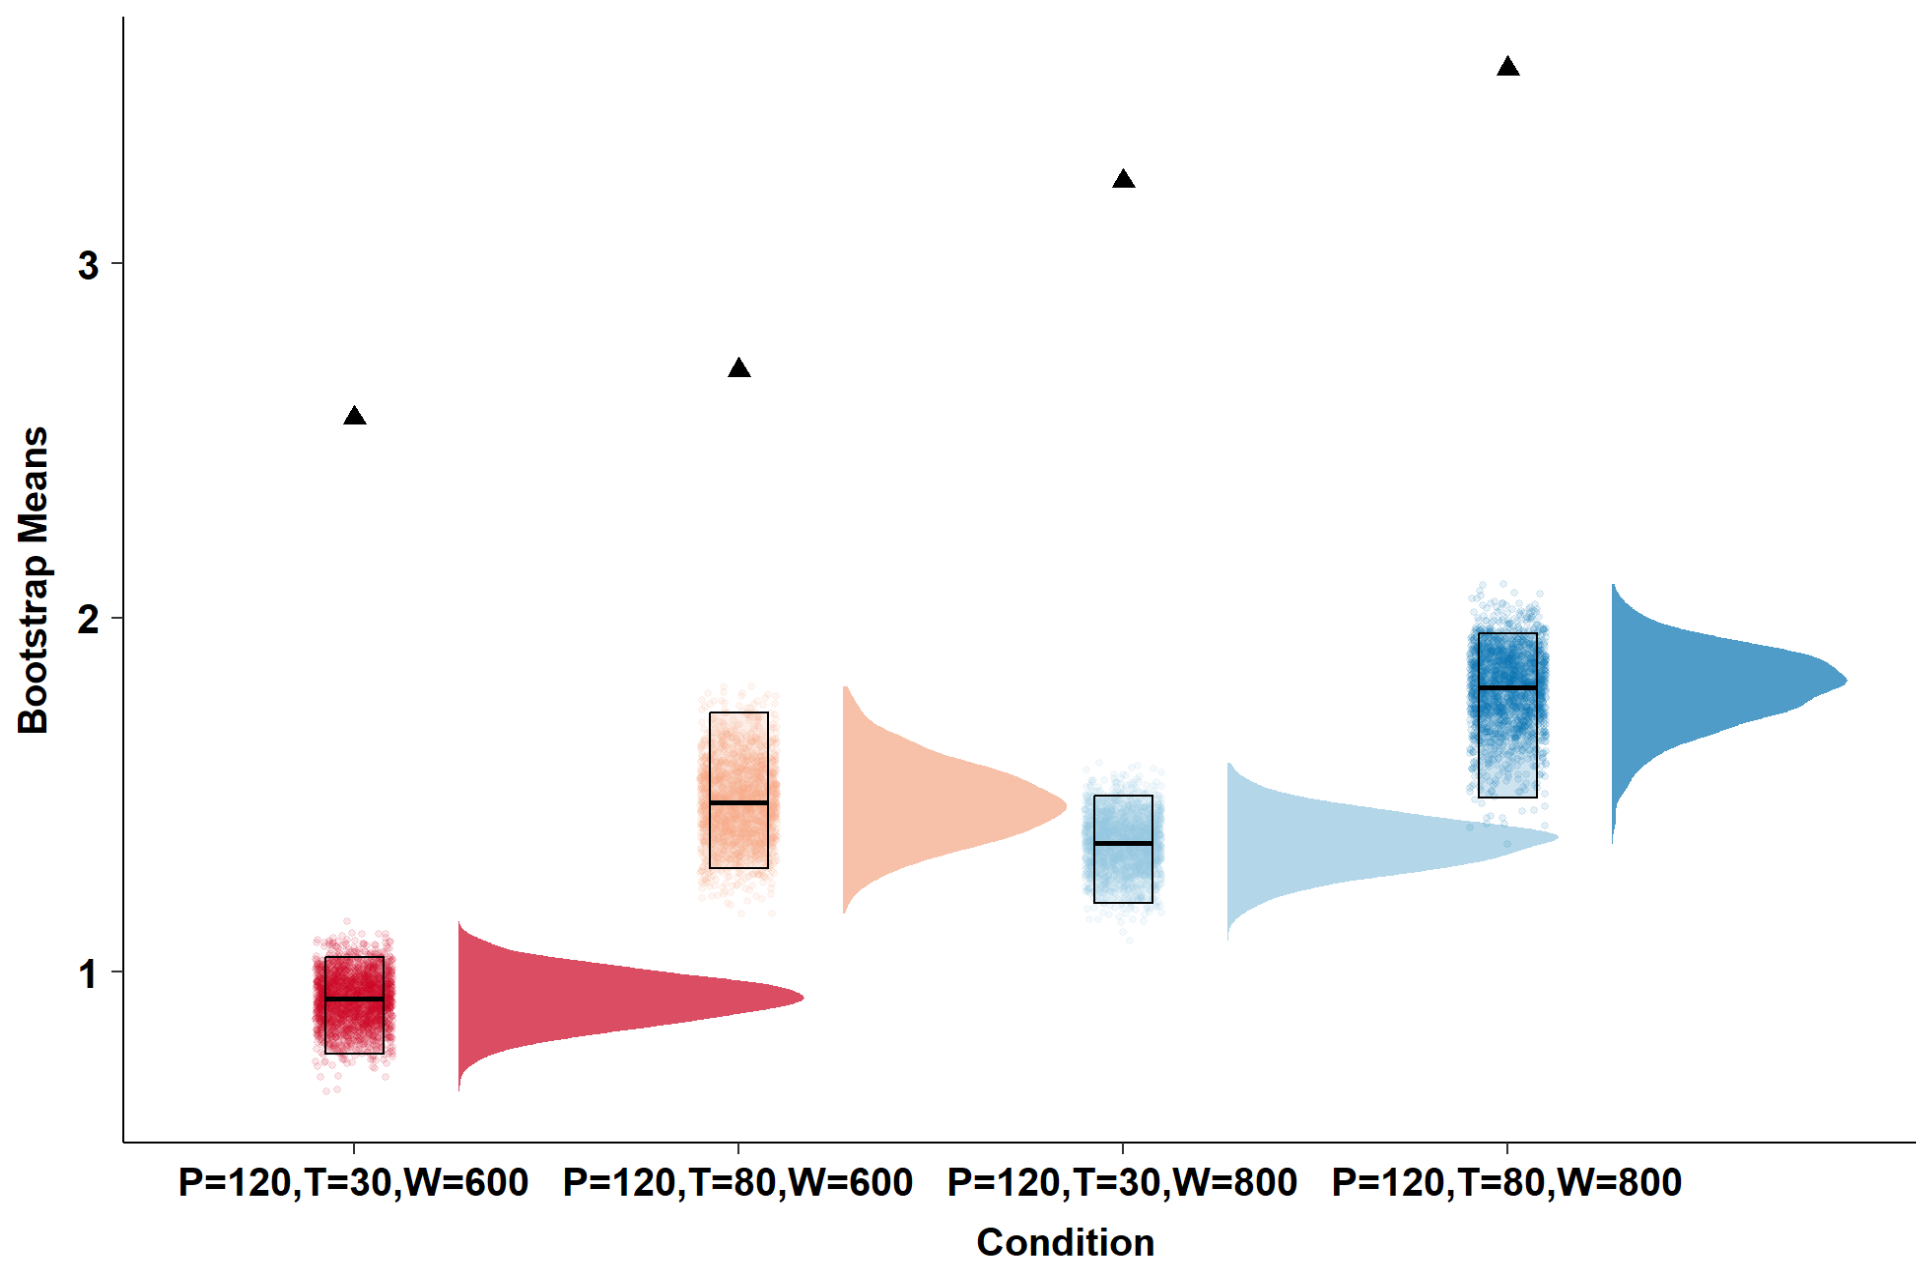 3
2
1
Bootstrap Means
P=120,T=30,W=600
P=120,T=80,W=600
P=120,T=30,W=800
P=120,T=80,W=800
Condition